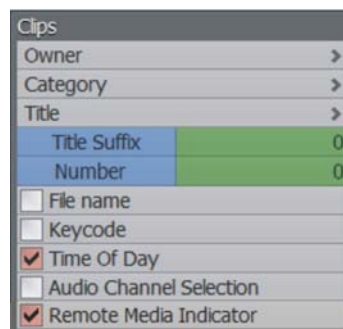 Clips
Owner >
Category >
Title >
Title Suffix 0
Number 0
File name
Keycode
Time Of Day
Audio Channel Selection
Remote Media Indicator